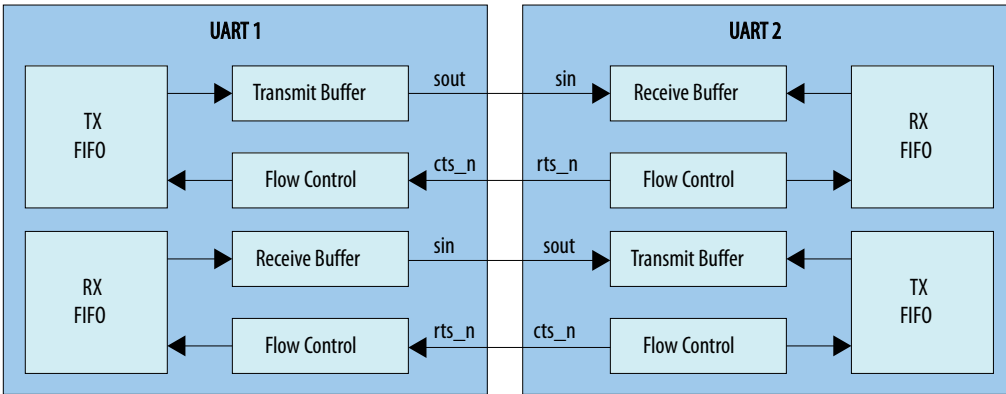 UART 1
UART 2
TX
FIFO
Transmit Buffer
sout
sin
Receive Buffer
RX
FIFO
Flow Control
cts_n
rts_n
Flow Control
RX
FIFO
Receive Buffer
sin
sout
Transmit Buffer
TX
FIFO
Flow Control
rts_n
cts_n
Flow Control